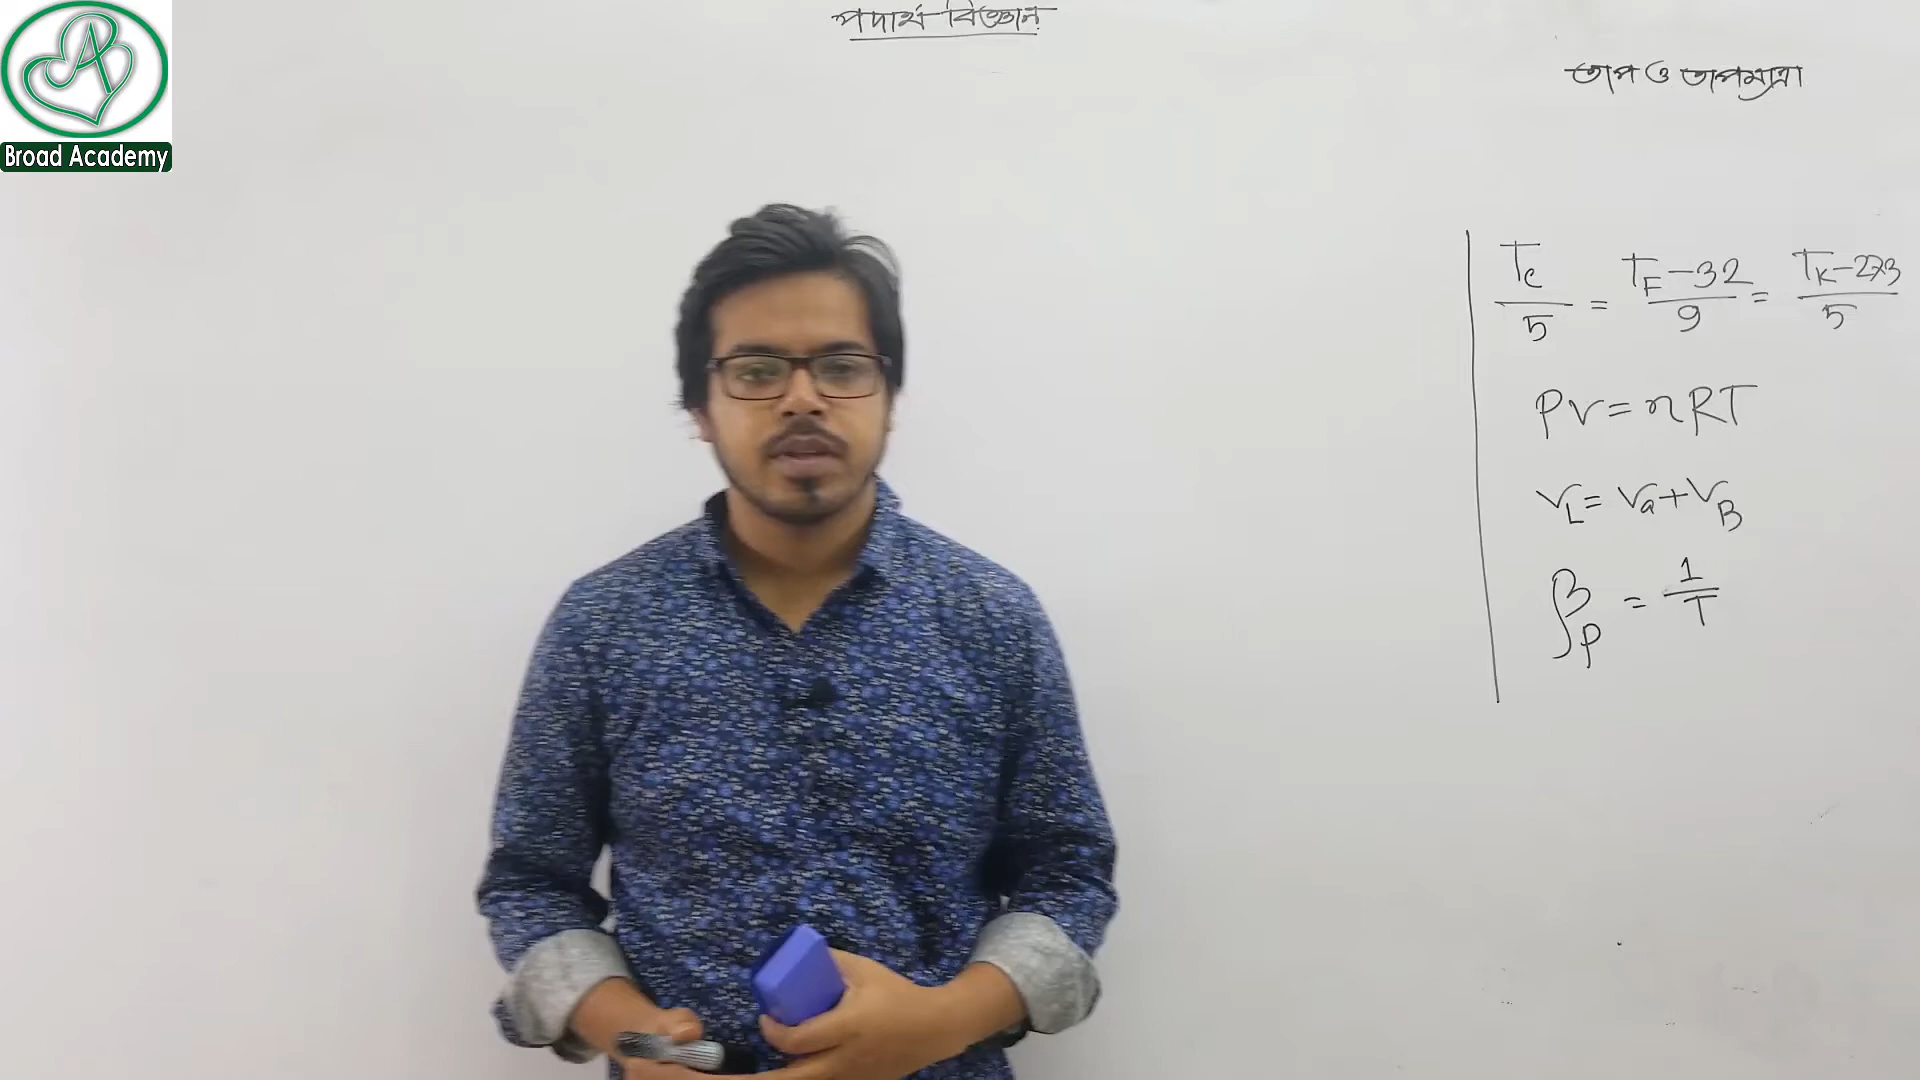 Broad Academy
পদার্থ বিজ্ঞান
তাপ ও তাপমাত্রা
T_c/5 = T_F-32/9 = T_K-273/5
PV = nRT
V_L = V_a + V_B
β_p = 1/T